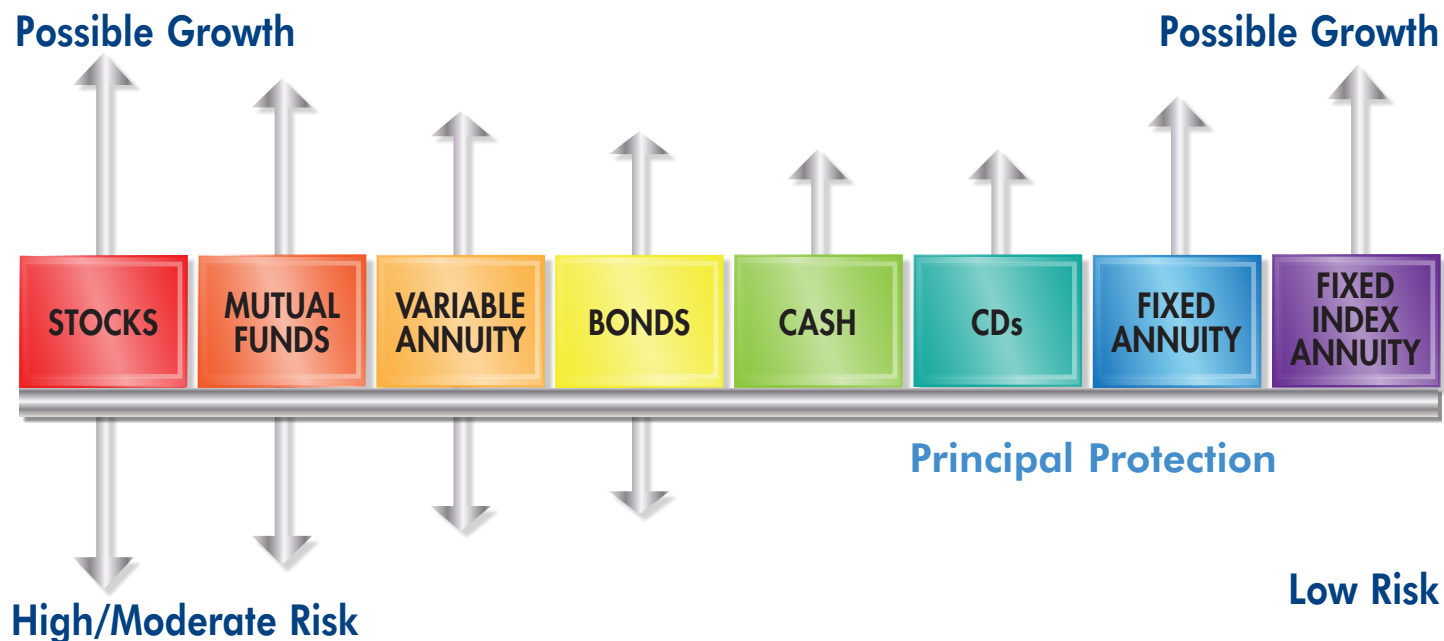 Possible Growth
Possible Growth
STOCKS
MUTUAL
FUNDS
VARIABLE
ANNUITY
BONDS
CASH
CDs
FIXED
ANNUITY
FIXED
INDEX
ANNUITY
Principal Protection
High/Moderate Risk
Low Risk